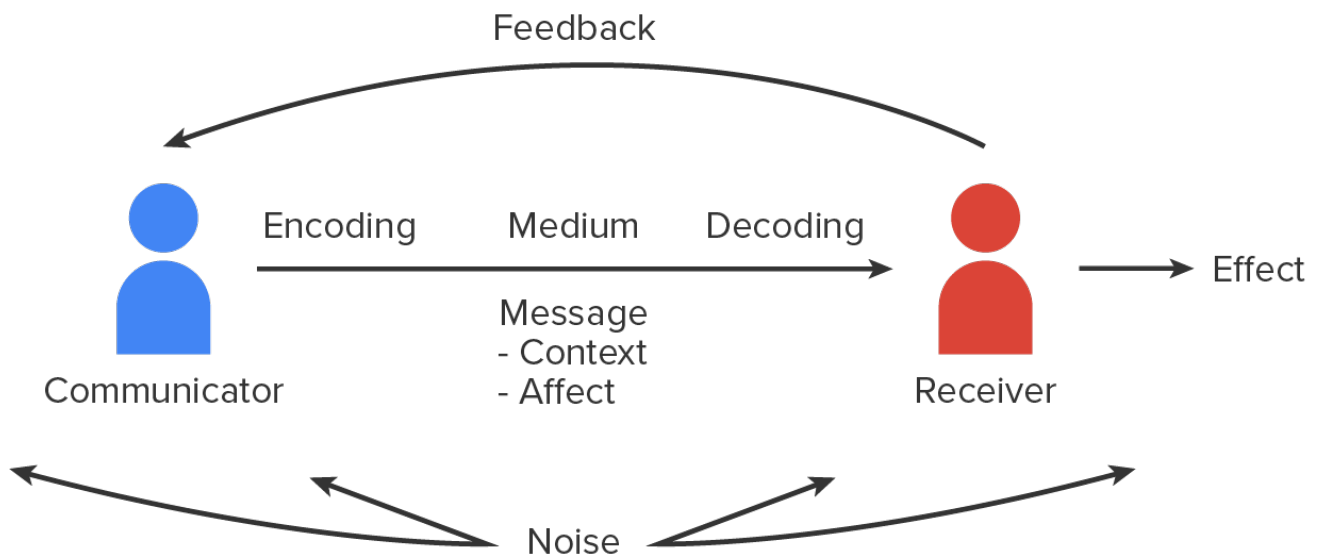 Feedback
Encoding Medium Decoding
Effect
Message
- Context
- Affect
Communicator
Receiver
Noise